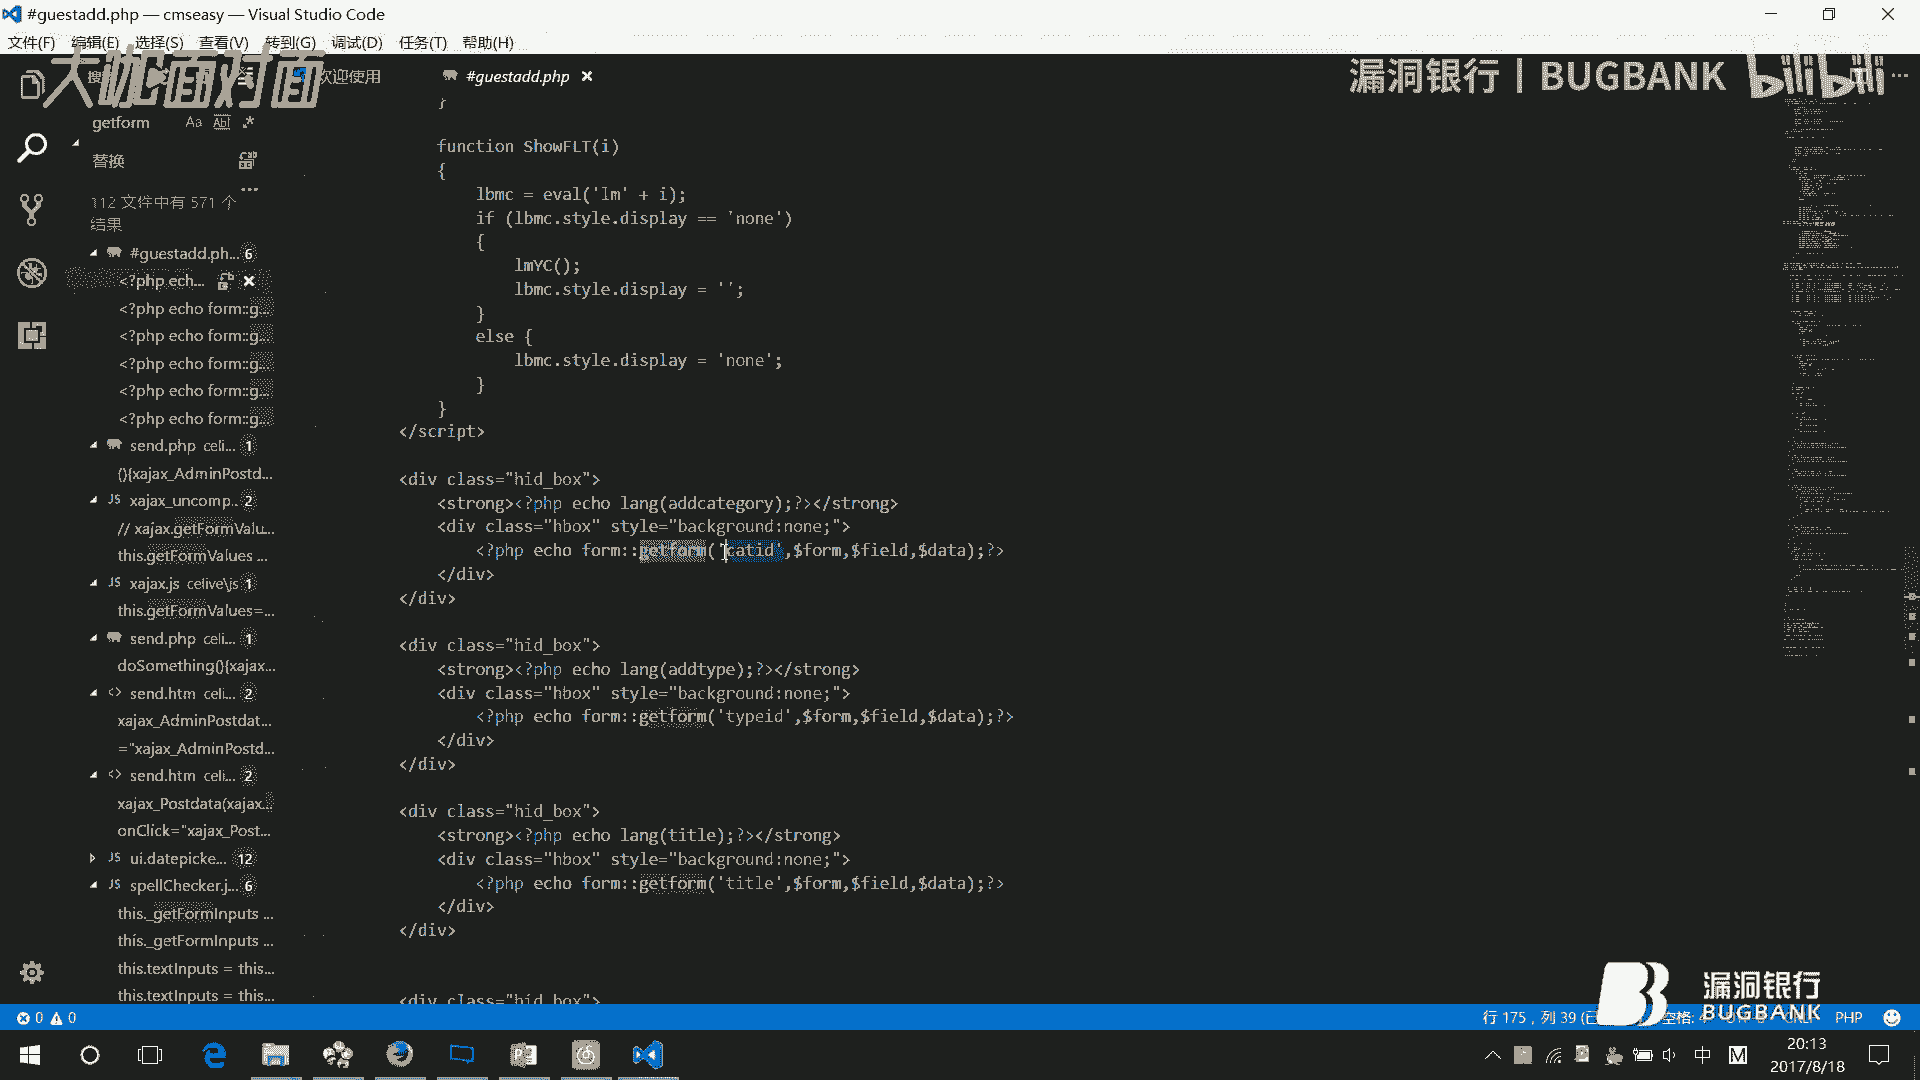 #guestadd.php — cmseasy — Visual Studio Code
文件(F) 编辑(E) 选择(S) 查看(V) 转到(G) 调试(D) 任务(T) 帮助(H)
大咖面对面
欢迎使用
#guestadd.php
漏洞银行 | BUGBANK
bilibili
getform
替换
112 文件中有 571 个
结果
#guestadd.ph... 6
<?php ech...
<?php echo form::g...
<?php echo form::g...
<?php echo form::g...
<?php echo form::g...
<?php echo form::g...
send.php celi... 1
(){xajax_AdminPostd...
JS xajax_uncomp... 2
// xajax.getFormValu...
this.getFormValues ...
JS xajax.js celive\js 1
this.getFormValues=...
send.php celi... 1
doSomething(){xajax...
<> send.htm celi... 2
xajax_AdminPostdat...
="xajax_AdminPostd...
<> send.htm celi... 2
xajax_Postdata(xajax...
onClick="xajax_Post...
JS ui.datepicke... 12
JS spellChecker.j... 6
this._getFormInputs ...
this._getFormInputs ...
this.textInputs = this...
this.textInputs = this...
}
function ShowFLT(i)
{
lbmc = eval('lm' + i);
if (lbmc.style.display == 'none')
{
lmYC();
lbmc.style.display = '';
}
else {
lbmc.style.display = 'none';
}
}
</script>
<div class="hid_box">
<strong><?php echo lang(addcategory);?></strong>
<div class="hbox" style="background:none;">
<?php echo form::getform('catid',$form,$field,$data);?>
</div>
</div>
<div class="hid_box">
<strong><?php echo lang(addtype);?></strong>
<div class="hbox" style="background:none;">
<?php echo form::getform('typeid',$form,$field,$data);?>
</div>
</div>
<div class="hid_box">
<strong><?php echo lang(title);?></strong>
<div class="hbox" style="background:none;">
<?php echo form::getform('title',$form,$field,$data);?>
</div>
</div>
<div class="hid_box">
漏洞银行
BUGBANK
0 0
行 175，列 39 空格: 4 PHP
中 M
20:13
2017/8/18